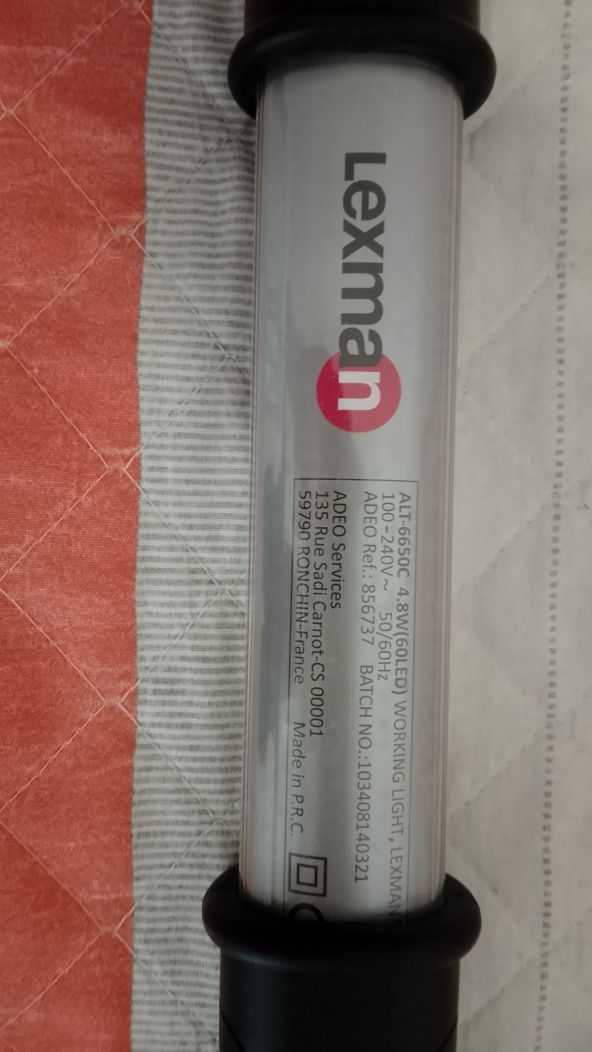 Lexman
ALT-6650C 4.8W(60LED) WORKING LIGHT, LEXMAN
100-240V~ 50/60Hz
ADEO Ref.: 856737 BATCH NO.:103408140321
ADEO Services
135 Rue Sadi Carnot-CS 00001
59790 RONCHIN-France Made in P.R.C.